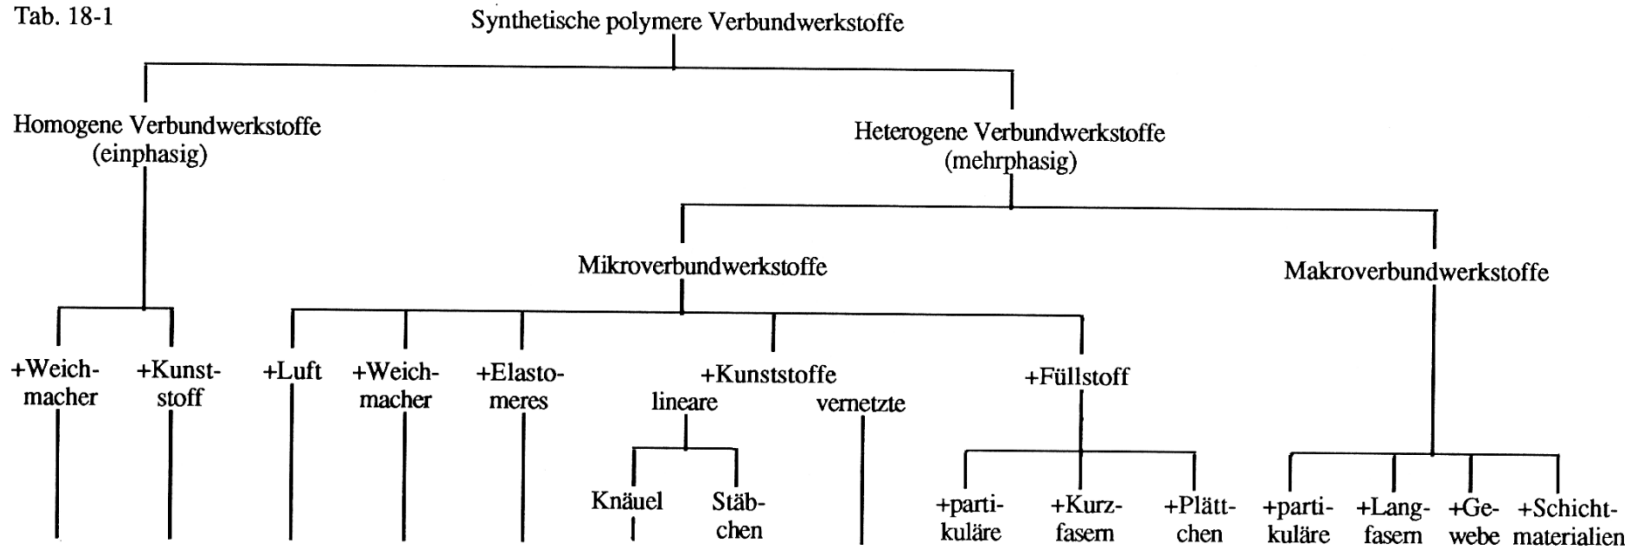 Tab. 18-1
Synthetische polymere Verbundwerkstoffe
Homogene Verbundwerkstoffe
(einphasig)
Heterogene Verbundwerkstoffe
(mehrphasig)
Mikroverbundwerkstoffe
Makroverbundwerkstoffe
+Weich-
macher
+Kunst-
stoff
+Luft
+Weich-
macher
+Elasto-
meres
+Kunststoffe
lineare
vernetzte
+Füllstoff
Knäuel
Stäb-
chen
+parti-
kuläre
+Kurz-
fasern
+Plätt-
chen
+parti-
kuläre
+Lang-
fasern
+Ge-
webe
+Schicht-
materialien